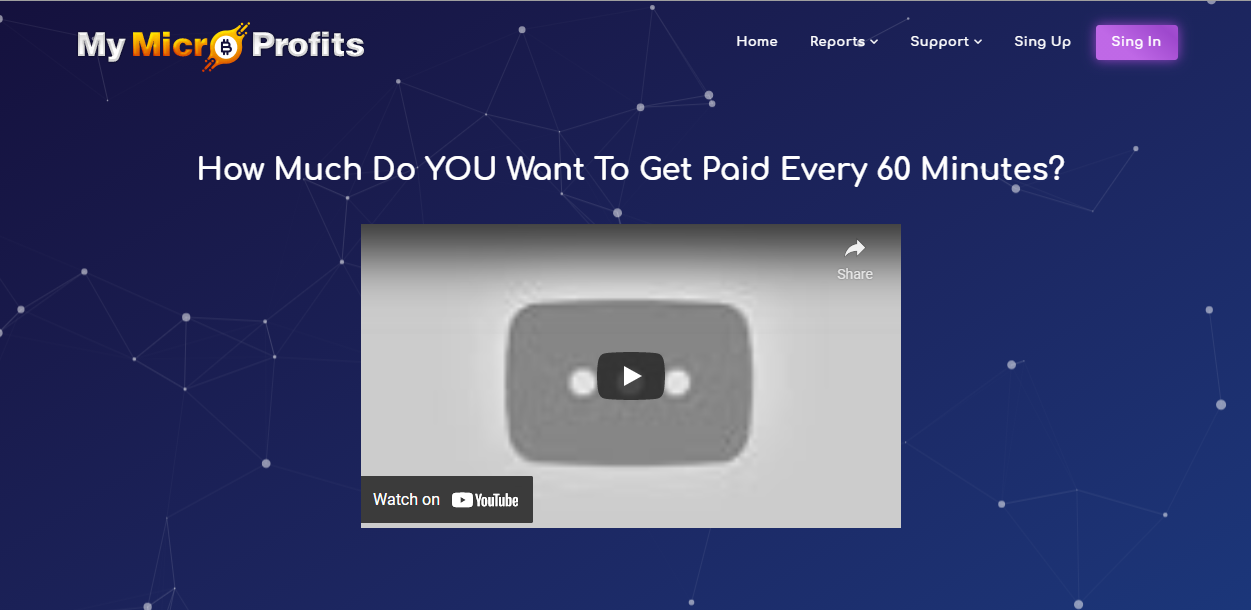 My Micro Profits
Home Reports Support Sing Up Sing In
How Much Do YOU Want To Get Paid Every 60 Minutes?
Share
Watch on YouTube